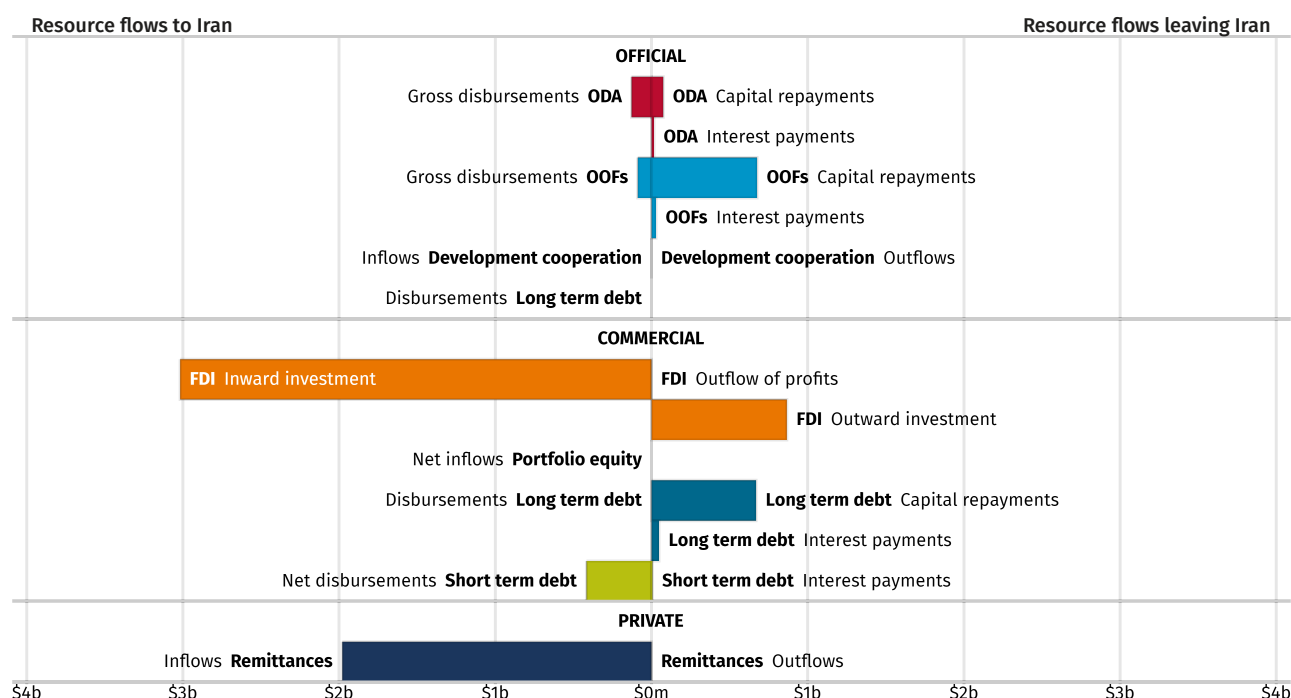 Resource flows to Iran Resource flows leaving Iran
OFFICIAL
Gross disbursements ODA ODA Capital repayments
ODA Interest payments
Gross disbursements OOFs OOFs Capital repayments
OOFs Interest payments
Inflows Development cooperation Development cooperation Outflows
Disbursements Long term debt
COMMERCIAL
FDI Inward investment FDI Outflow of profits
FDI Outward investment
Net inflows Portfolio equity
Disbursements Long term debt Long term debt Capital repayments
Long term debt Interest payments
Net disbursements Short term debt Short term debt Interest payments
PRIVATE
Inflows Remittances Remittances Outflows
$4b $3b $2b $1b $0m $1b $2b $3b $4b